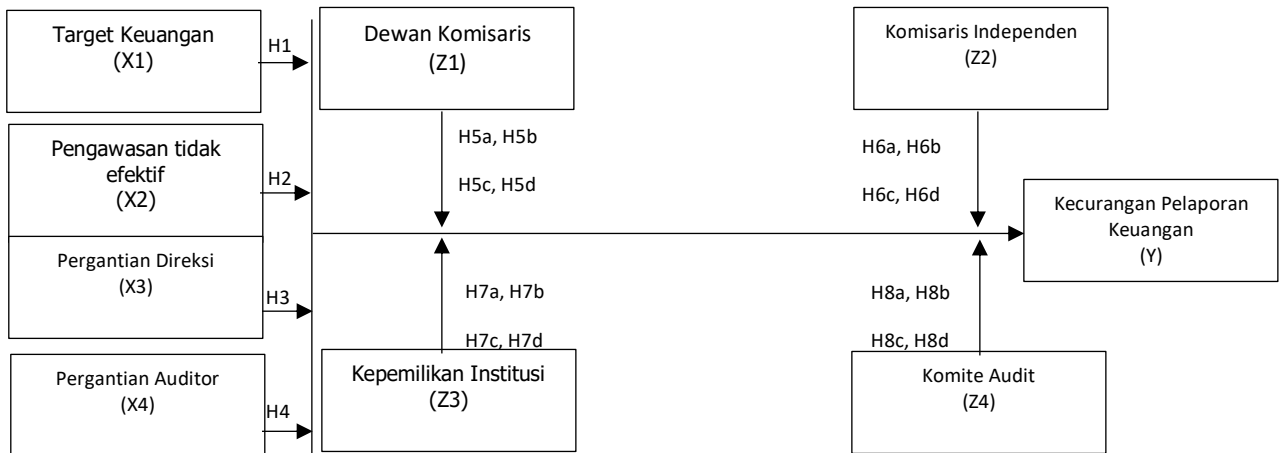 Target Keuangan
(X1)
H1
Dewan Komisaris
(Z1)
Komisaris Independen
(Z2)
H5a, H5b
H5c, H5d
H6a, H6b
H6c, H6d
Pengawasan tidak
efektif
(X2)
H2
Kecurangan Pelaporan
Keuangan
(Y)
Pergantian Direksi
(X3)
H3
H7a, H7b
H7c, H7d
H8a, H8b
H8c, H8d
Pergantian Auditor
(X4)
H4
Kepemilikan Institusi
(Z3)
Komite Audit
(Z4)